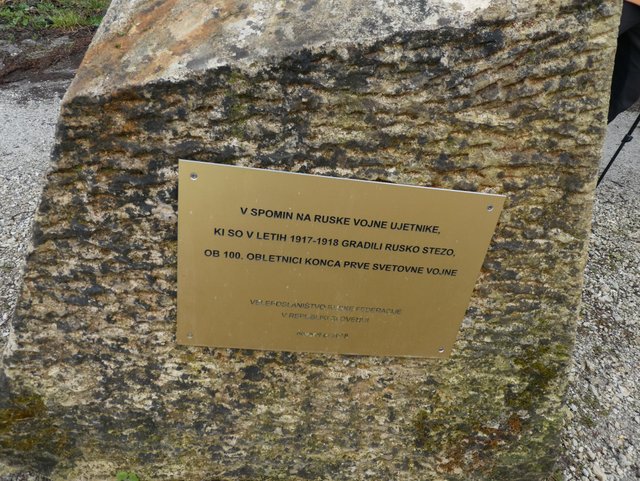 V SPOMIN NA RUSKE VOJNE UJETNIKE,
KI SO V LETIH 1917-1918 GRADILI RUSKO STEZO,
OB 100. OBLETNICI KONCA PRVE SVETOVNE VOJNE
VELEPOSLANIŠTVO RUSKE FEDERACIJE
V REPUBLIKI SLOVENIJI